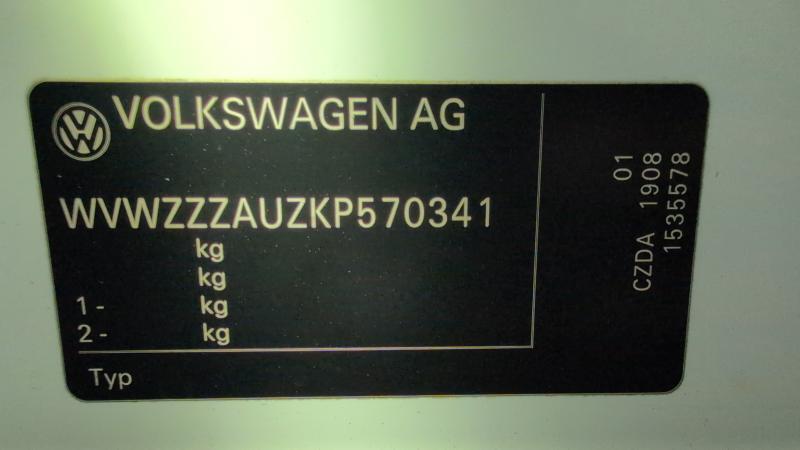 VOLKSWAGEN AG
WVWZZZAUZKP570341
kg
kg
1 - kg
2 - kg
Typ
01
CZDA 1908
1535578